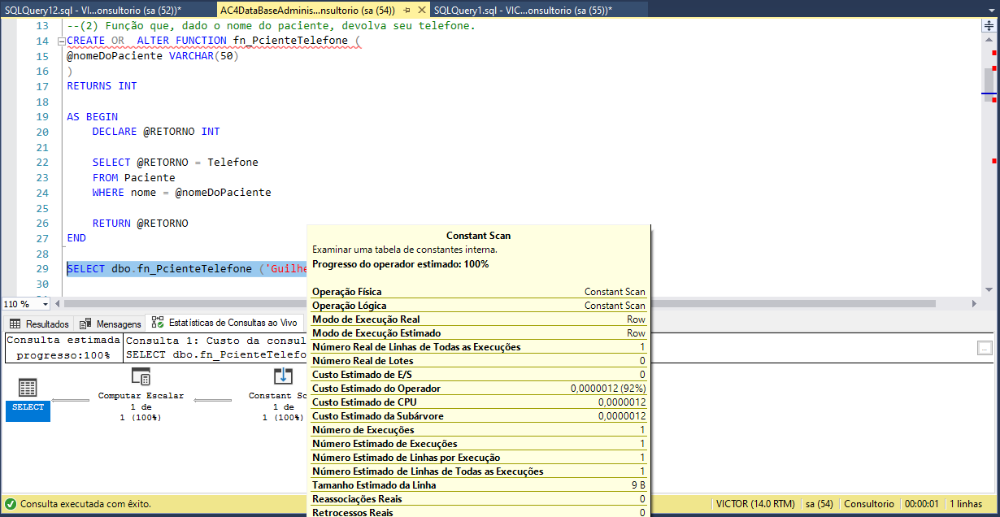 SQLQuery12.sql - VI...onsultorio (sa (52))*
AC4DataBaseAdminis...nsultorio (sa (54))
SQLQuery1.sql - VIC...onsultorio (sa (55))*
13 --(2) Função que, dado o nome do paciente, devolva seu telefone.
14 CREATE OR  ALTER FUNCTION fn_PcienteTelefone (
15 @nomeDoPaciente VARCHAR(50)
16 )
17 RETURNS INT
18
19 AS BEGIN
20 DECLARE @RETORNO INT
21
22 SELECT @RETORNO = Telefone
23 FROM Paciente
24 WHERE nome = @nomeDoPaciente
25
26 RETURN @RETORNO
27 END
28
29 SELECT dbo.fn_PcienteTelefone ('Guilhe
30
110 %
Resultados
Mensagens
Estatísticas de Consultas ao Vivo
Consulta estimada
progresso:100%
Consulta 1: Custo da consul
SELECT dbo.fn_PcienteTelefo
...
SELECT
Computar Escalar
1 de
1 (100%)
Constant Sc
1 de
1 (100%)
Constant Scan
Examinar uma tabela de constantes interna.
Progresso do operador estimado: 100%
Operação Física Constant Scan
Operação Lógica Constant Scan
Modo de Execução Real Row
Modo de Execução Estimado Row
Número Real de Linhas de Todas as Execuções 1
Número Real de Lotes 0
Custo Estimado de E/S 0
Custo Estimado do Operador 0,0000012 (92%)
Custo Estimado de CPU 0,0000012
Custo Estimado da Subárvore 0,0000012
Número de Execuções 1
Número Estimado de Execuções 1
Número Estimado de Linhas por Execução 1
Número Estimado de Linhas de Todas as Execuções 1
Tamanho Estimado da Linha 9 B
Reassociações Reais 0
Retrocessos Reais 0
Consulta executada com êxito.
VICTOR (14.0 RTM)
sa (54)
Consultorio
00:00:01
1 linhas